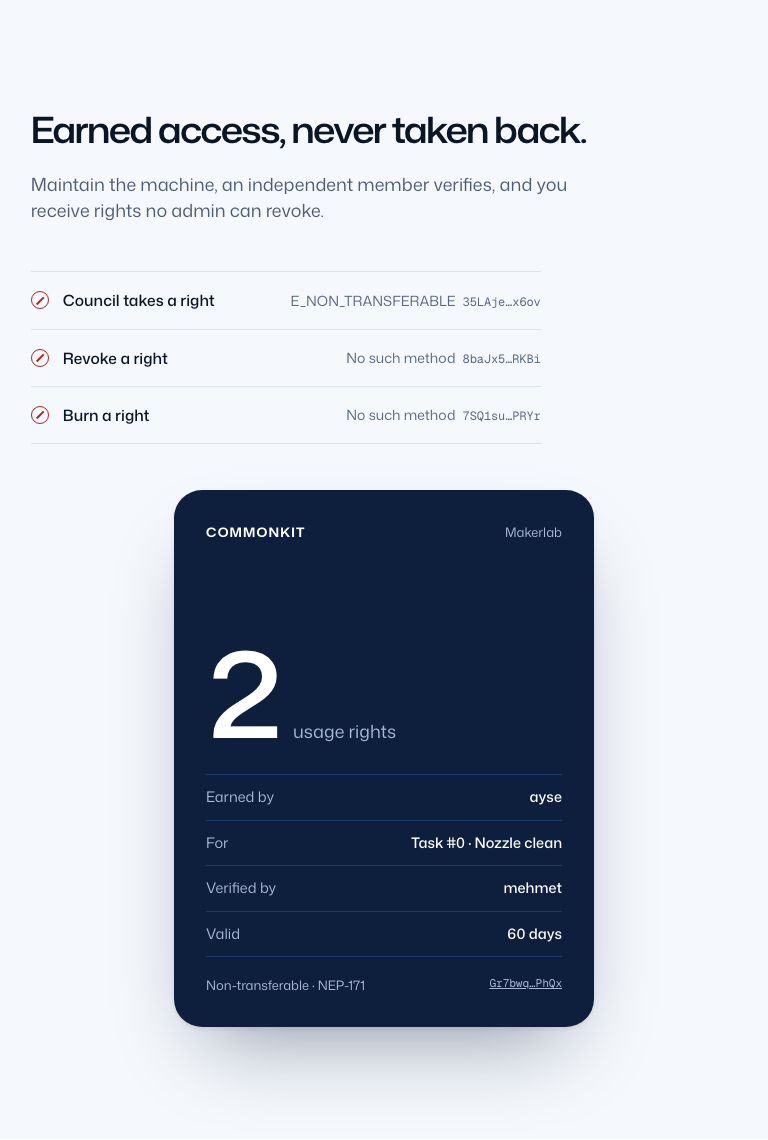 Earned access, never taken back.
Maintain the machine, an independent member verifies, and you
receive rights no admin can revoke.
Council takes a right E_NON_TRANSFERABLE 35LAje…x6ov
Revoke a right No such method 8baJx5…RKBi
Burn a right No such method 7SQ1su…PRYr
COMMONKIT Makerlab
2 usage rights
Earned by ayse
For Task #0 · Nozzle clean
Verified by mehmet
Valid 60 days
Non-transferable · NEP-171 Gr7bwq…PhQx